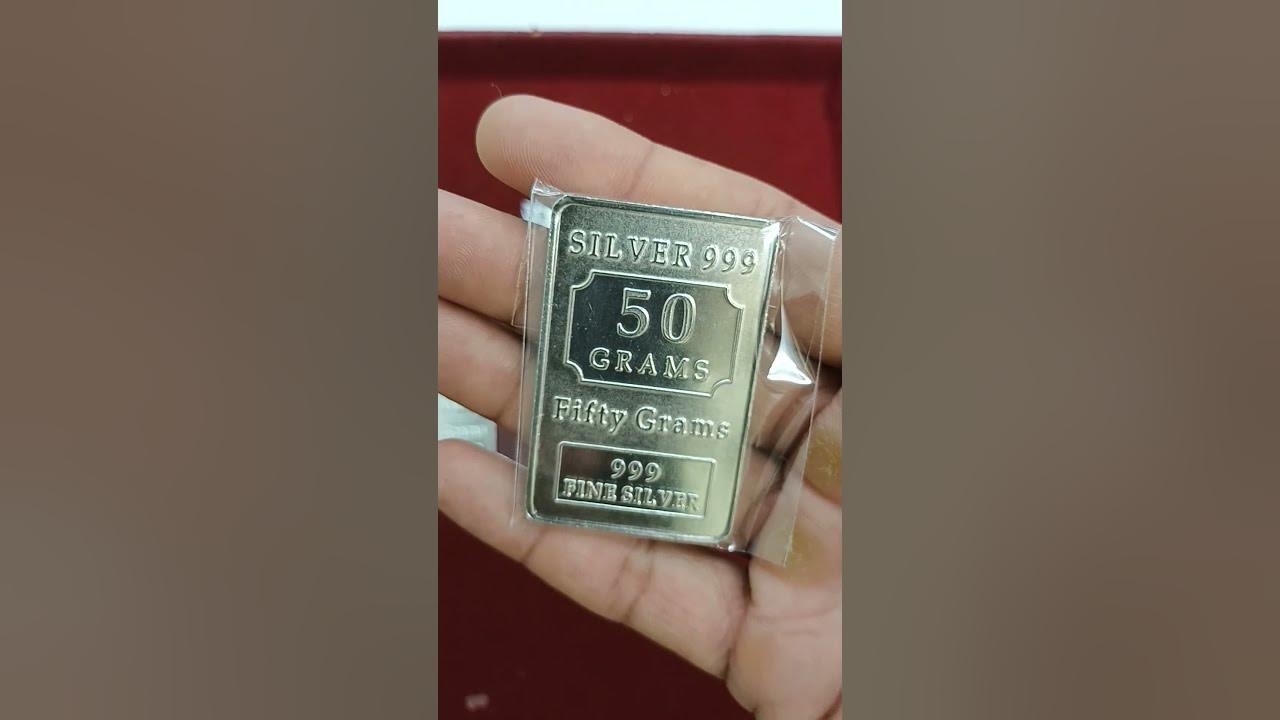 SILVER 999
50
GRAMS
Fifty Grams
999
FINE SILVER